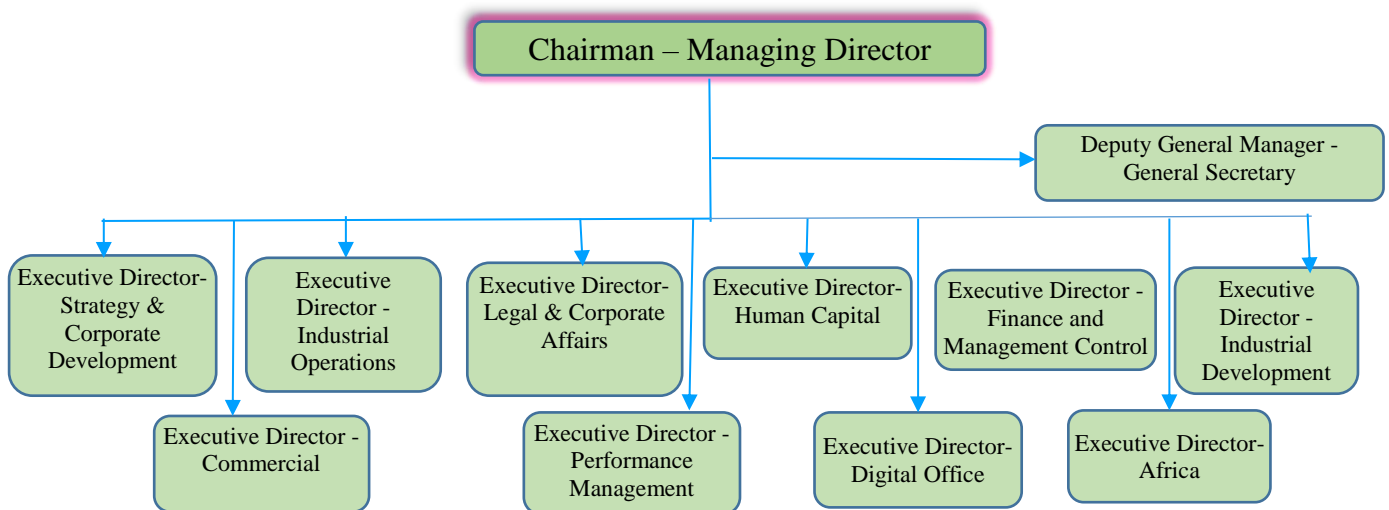 Chairman – Managing Director
Deputy General Manager -
General Secretary
Executive Director-
Strategy &
Corporate
Development
Executive
Director -
Industrial
Operations
Executive Director-
Legal & Corporate
Affairs
Executive Director-
Human Capital
Executive Director -
Finance and
Management Control
Executive
Director -
Industrial
Development
Executive Director -
Commercial
Executive Director -
Performance
Management
Executive Director-
Digital Office
Executive Director-
Africa